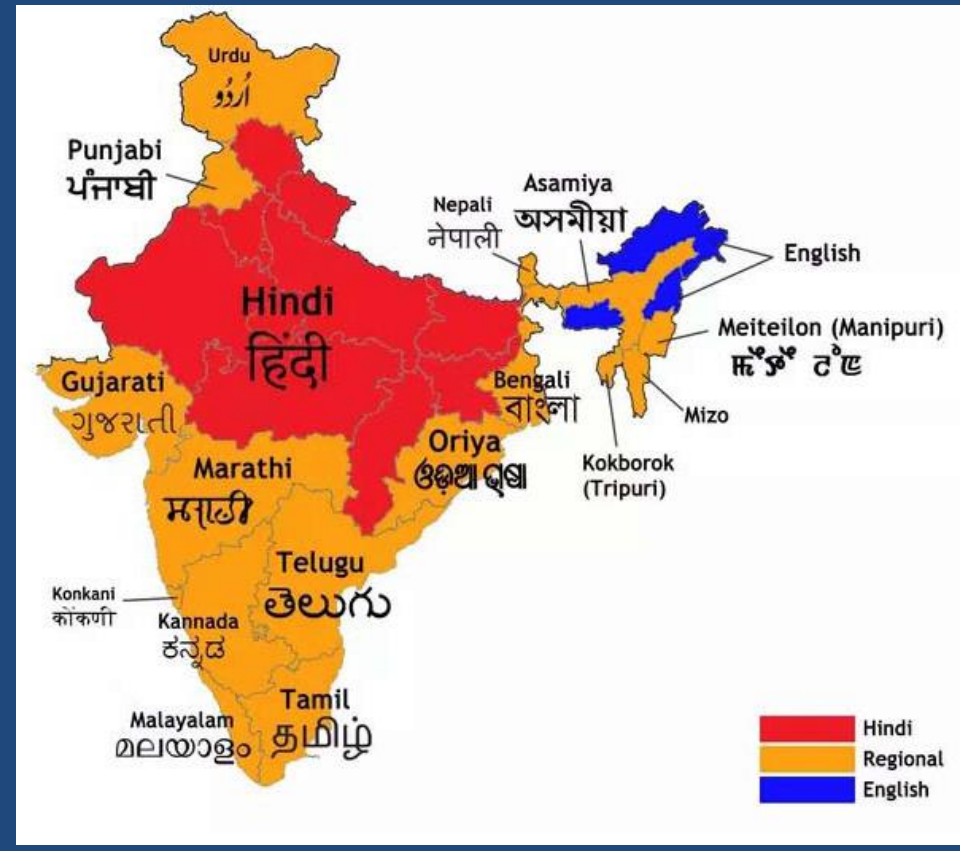 Urdu
اُردُو
Punjabi
ਪੰਜਾਬੀ
Nepali
नेपाली
Asamiya
অসমীয়া
English
Hindi
हिंदी
Meiteilon (Manipuri)
Gujarati
ગુજરાતી
Bengali
বাংলা
Mizo
Oriya
ଓଡ଼ଆ ଭାଷା
Kokborok
(Tripuri)
Marathi
Telugu
తెలుగు
Konkani
कोंकणी
Kannada
ಕನ್ನಡ
Tamil
தமிழ்
Malayalam
മലയാളം
Hindi
Regional
English